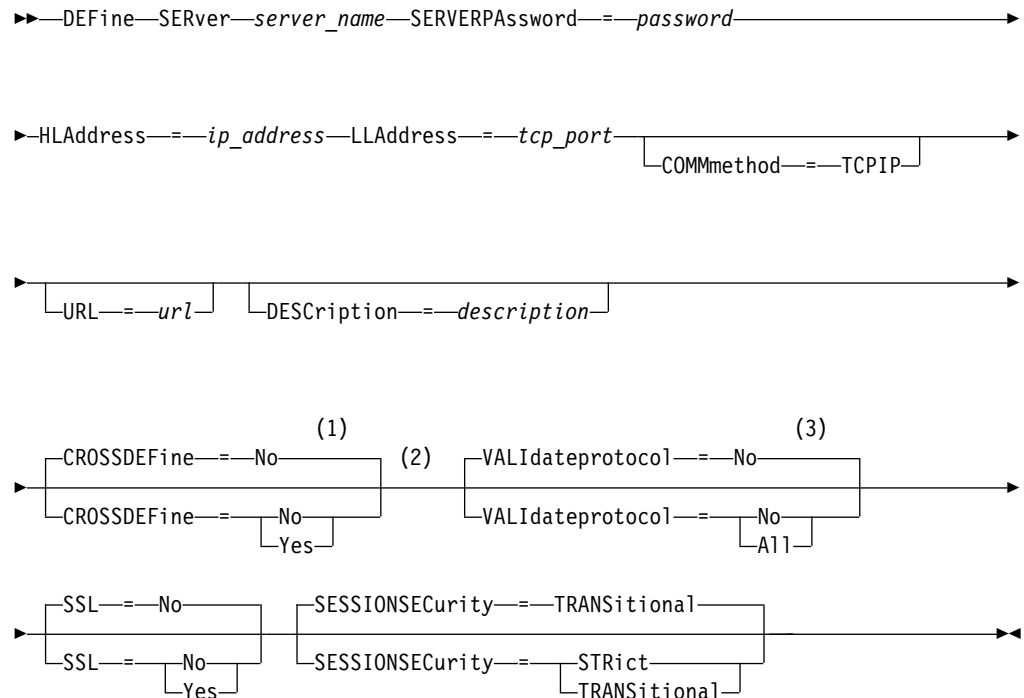 DEFine SERver server_name SERVERPAssword = password
HLAddress = ip_address LLAddress = tcp_port
COMMmethod = TCPIP
URL = url DESCription = description
(1) (3)
CROSSDEFine = No (2) VALIdateprotocol = No
CROSSDEFine = No VALIdateprotocol = No
Yes All
SSL = No SESSIONSECurity = TRANSitional
SSL = No SESSIONSECurity = STRict
Yes TRANSitional